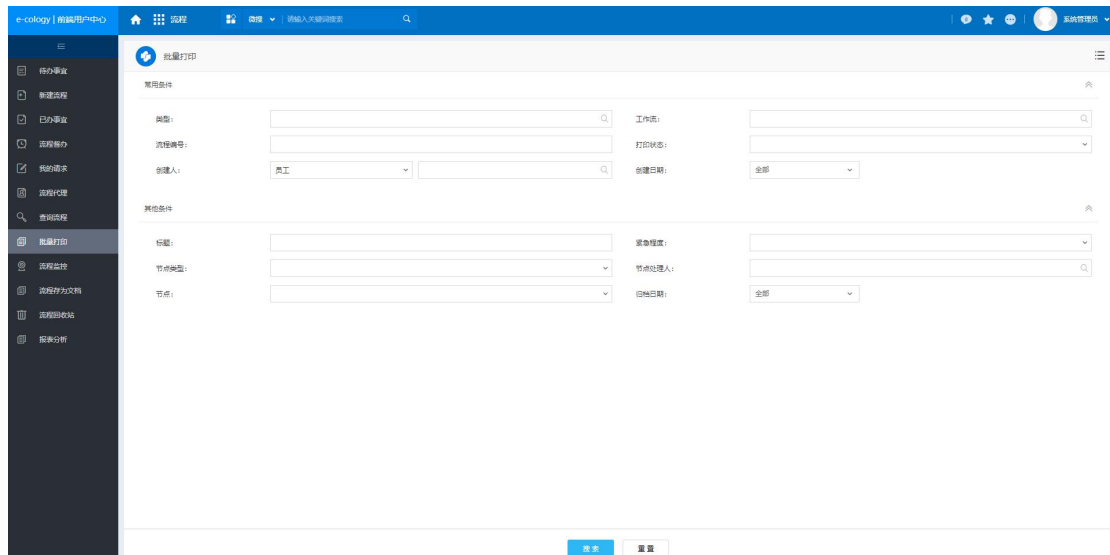 e-cology | 前端用户中心 流程 微搜 请输入关键词搜索 系统管理员
待办事宜
新建流程
已办事宜
流程督办
我的请求
流程代理
查询流程
批量打印
流程监控
流程存为文档
流程回收站
报表分析
批量打印
常用条件
类型: 工作流:
流程编号: 打印状态:
创建人: 员工 创建日期: 全部
其他条件
标题: 紧急程度:
节点类型: 节点处理人:
节点: 归档日期: 全部
搜索 重置